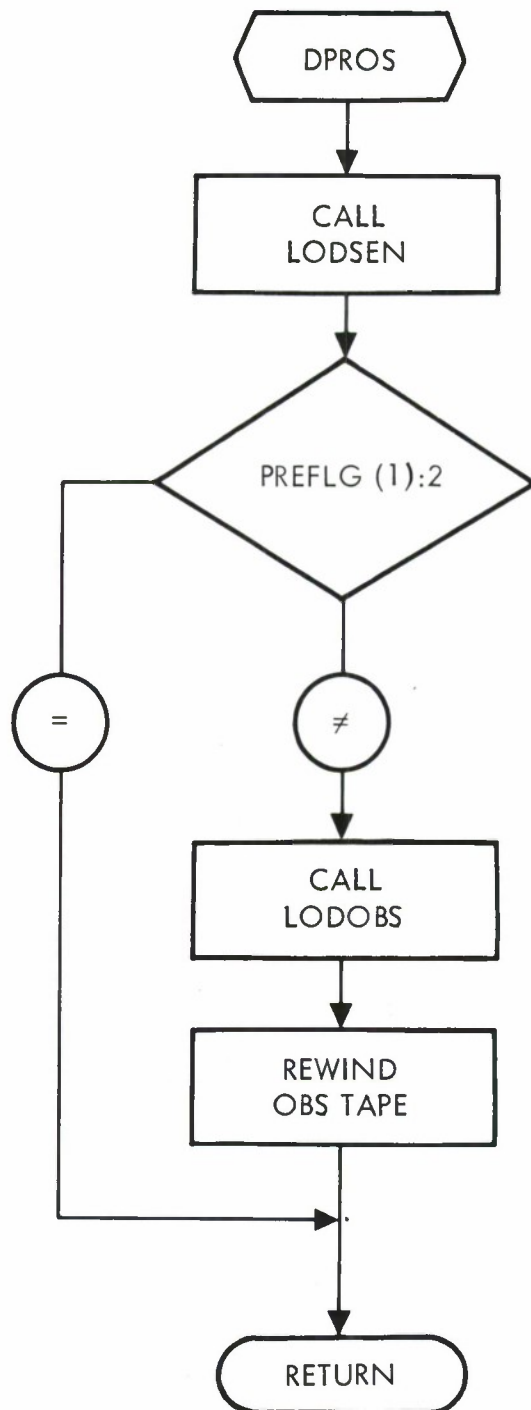 DPROS
CALL
LODSEN
PREFLG (1):2
=
≠
CALL
LODOBS
REWIND
OBS TAPE
RETURN